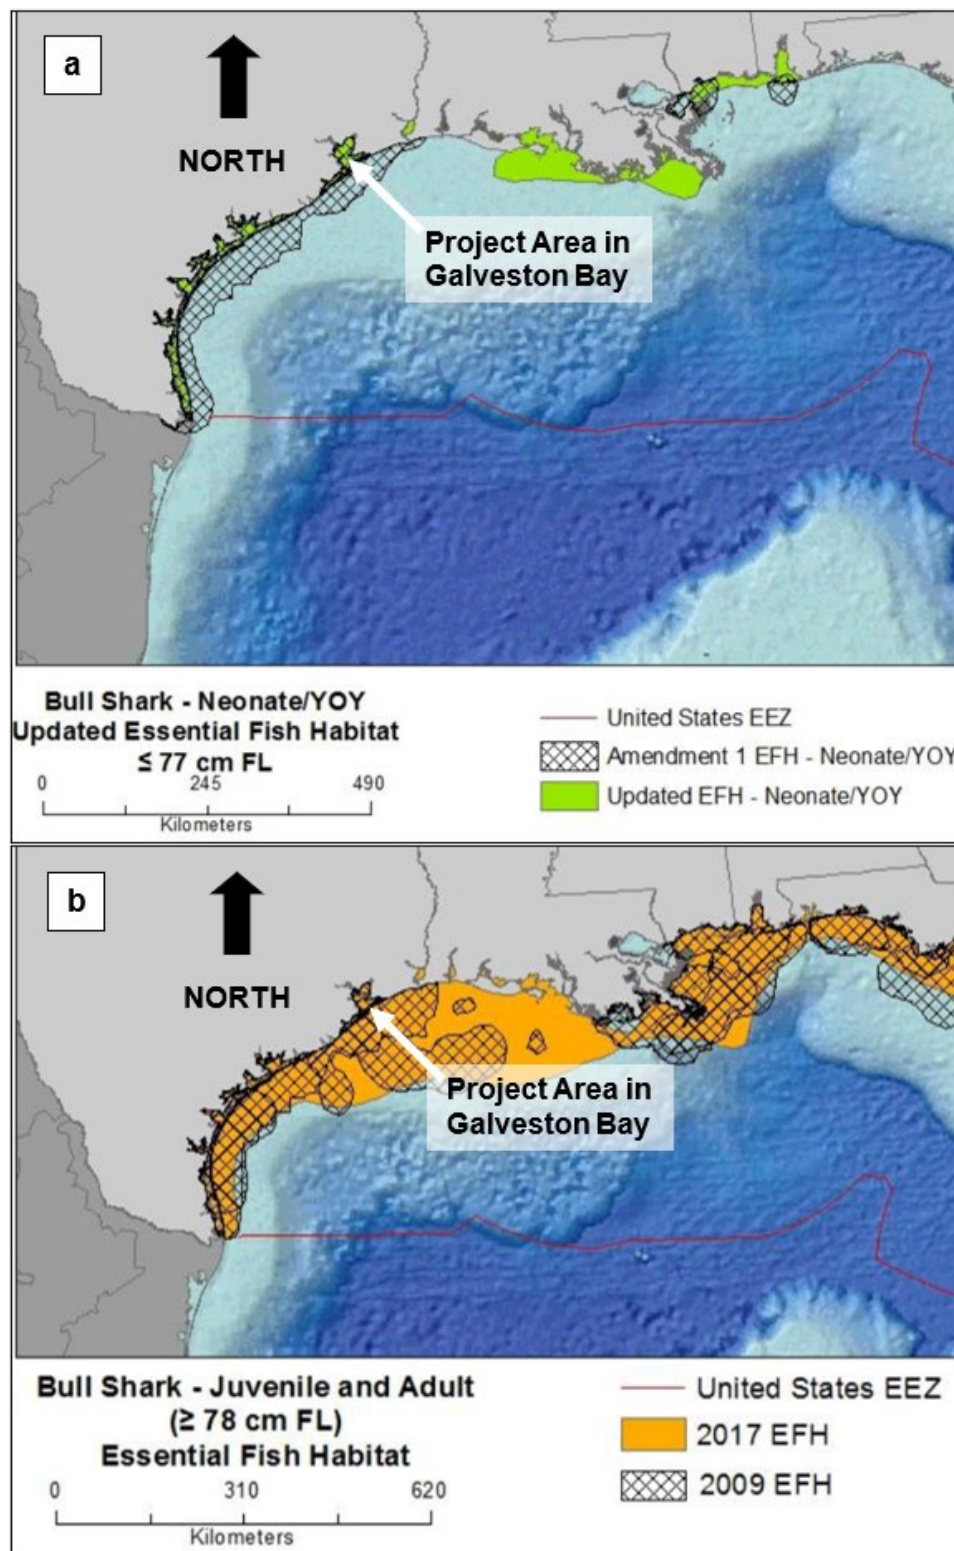 a
NORTH
Project Area in
Galveston Bay
Bull Shark - Neonate/YOY
Updated Essential Fish Habitat
≤ 77 cm FL
0 245 490
Kilometers
United States EEZ
Amendment 1 EFH - Neonate/YOY
Updated EFH - Neonate/YOY
b
NORTH
Project Area in
Galveston Bay
Bull Shark - Juvenile and Adult
(≥ 78 cm FL)
Essential Fish Habitat
0 310 620
Kilometers
United States EEZ
2017 EFH
2009 EFH